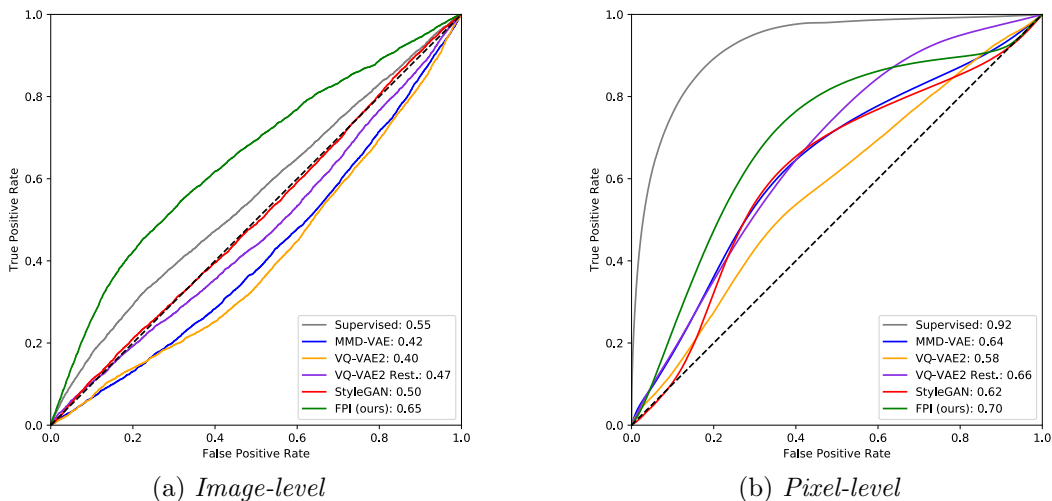 1.0
0.8
0.6
0.4
0.2
0.0
True Positive Rate
Supervised: 0.55
MMD-VAE: 0.42
VQ-VAE2: 0.40
VQ-VAE2 Rest.: 0.47
StyleGAN: 0.50
FPI (ours): 0.65
0.0 0.2 0.4 0.6 0.8 1.0
False Positive Rate
(a) Image-level
1.0
0.8
0.6
0.4
0.2
0.0
True Positive Rate
Supervised: 0.92
MMD-VAE: 0.64
VQ-VAE2: 0.58
VQ-VAE2 Rest.: 0.66
StyleGAN: 0.62
FPI (ours): 0.70
0.0 0.2 0.4 0.6 0.8 1.0
False Positive Rate
(b) Pixel-level